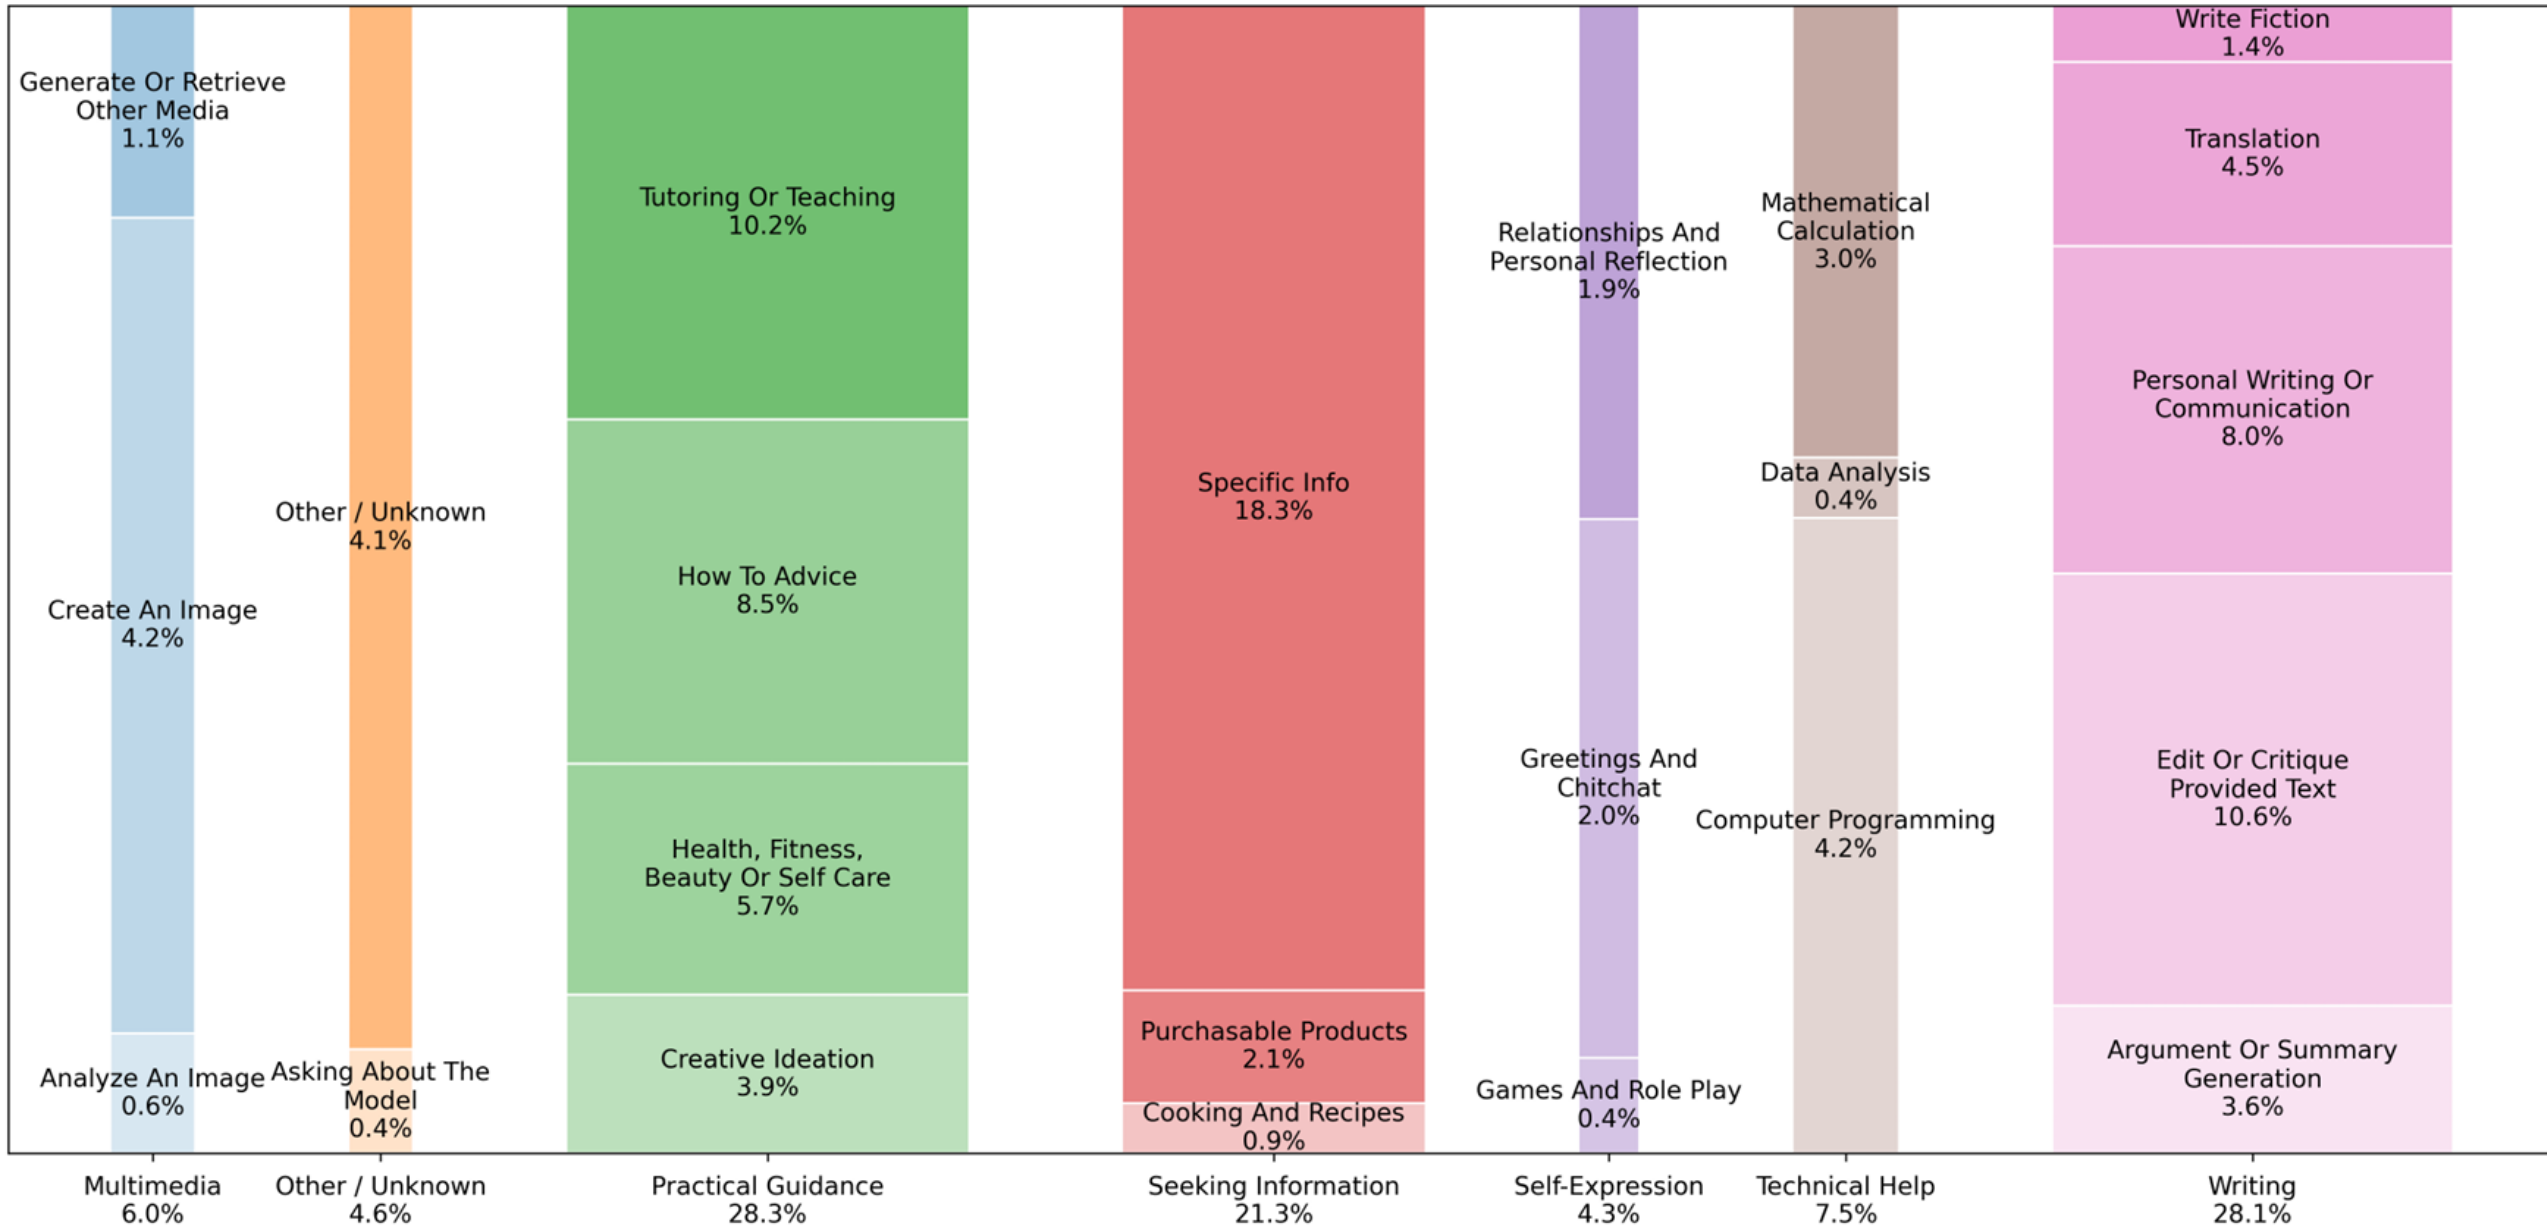 Generate Or Retrieve
Other Media
1.1%
Create An Image
4.2%
Analyze An Image
0.6%
Other / Unknown
4.1%
Asking About The
Model
0.4%
Tutoring Or Teaching
10.2%
How To Advice
8.5%
Health, Fitness,
Beauty Or Self Care
5.7%
Creative Ideation
3.9%
Specific Info
18.3%
Purchasable Products
2.1%
Cooking And Recipes
0.9%
Relationships And
Personal Reflection
1.9%
Greetings And
Chitchat
2.0%
Games And Role Play
0.4%
Mathematical
Calculation
3.0%
Data Analysis
0.4%
Computer Programming
4.2%
Write Fiction
1.4%
Translation
4.5%
Personal Writing Or
Communication
8.0%
Edit Or Critique
Provided Text
10.6%
Argument Or Summary
Generation
3.6%
Multimedia
6.0%
Other / Unknown
4.6%
Practical Guidance
28.3%
Seeking Information
21.3%
Self-Expression
4.3%
Technical Help
7.5%
Writing
28.1%